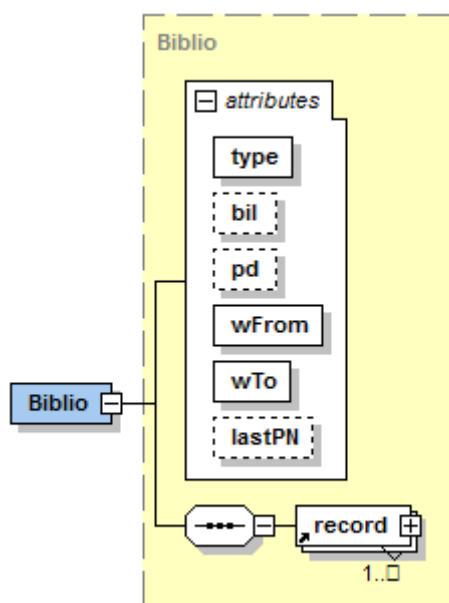 Biblio
attributes
type
bil
pd
wFrom
wTo
Biblio
lastPN
record
1..□